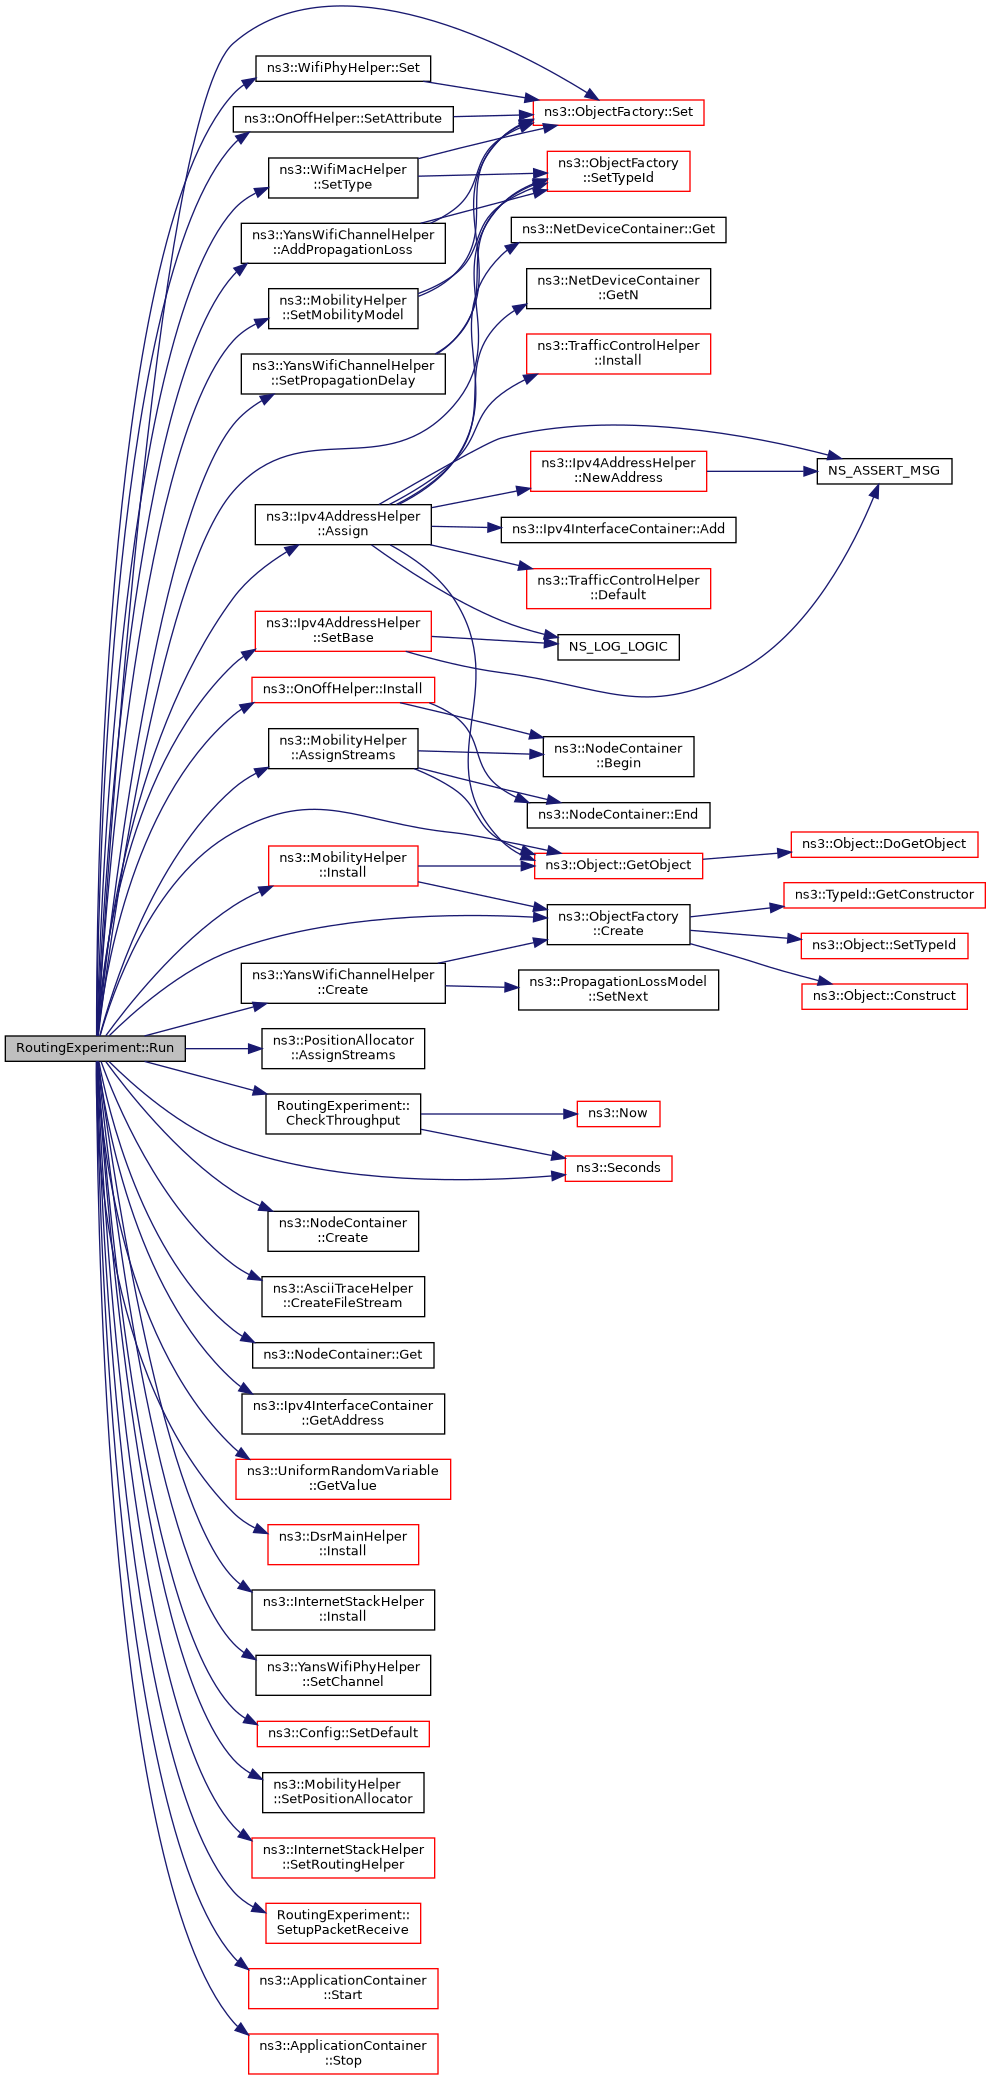 ns3::WifiPhyHelper::Set
ns3::ObjectFactory::Set
ns3::OnOffHelper::SetAttribute
ns3::WifiMacHelper
::SetType
ns3::ObjectFactory
::SetTypeId
ns3::YansWifiChannelHelper
::AddPropagationLoss
ns3::NetDeviceContainer::Get
ns3::MobilityHelper
::SetMobilityModel
ns3::NetDeviceContainer
::GetN
ns3::YansWifiChannelHelper
::SetPropagationDelay
ns3::TrafficControlHelper
::Install
ns3::Ipv4AddressHelper
::NewAddress
NS_ASSERT_MSG
ns3::Ipv4AddressHelper
::Assign
ns3::Ipv4InterfaceContainer::Add
ns3::TrafficControlHelper
::Default
ns3::Ipv4AddressHelper
::SetBase
NS_LOG_LOGIC
ns3::OnOffHelper::Install
ns3::MobilityHelper
::AssignStreams
ns3::NodeContainer
::Begin
ns3::NodeContainer::End
ns3::MobilityHelper
::Install
ns3::Object::GetObject
ns3::Object::DoGetObject
ns3::ObjectFactory
::Create
ns3::TypeId::GetConstructor
ns3::Object::SetTypeId
ns3::Object::Construct
ns3::YansWifiChannelHelper
::Create
ns3::PropagationLossModel
::SetNext
RoutingExperiment::Run
ns3::PositionAllocator
::AssignStreams
RoutingExperiment::
CheckThroughput
ns3::Now
ns3::Seconds
ns3::NodeContainer
::Create
ns3::AsciiTraceHelper
::CreateFileStream
ns3::NodeContainer::Get
ns3::Ipv4InterfaceContainer
::GetAddress
ns3::UniformRandomVariable
::GetValue
ns3::DsrMainHelper
::Install
ns3::InternetStackHelper
::Install
ns3::YansWifiPhyHelper
::SetChannel
ns3::Config::SetDefault
ns3::MobilityHelper
::SetPositionAllocator
ns3::InternetStackHelper
::SetRoutingHelper
RoutingExperiment::
SetupPacketReceive
ns3::ApplicationContainer
::Start
ns3::ApplicationContainer
::Stop